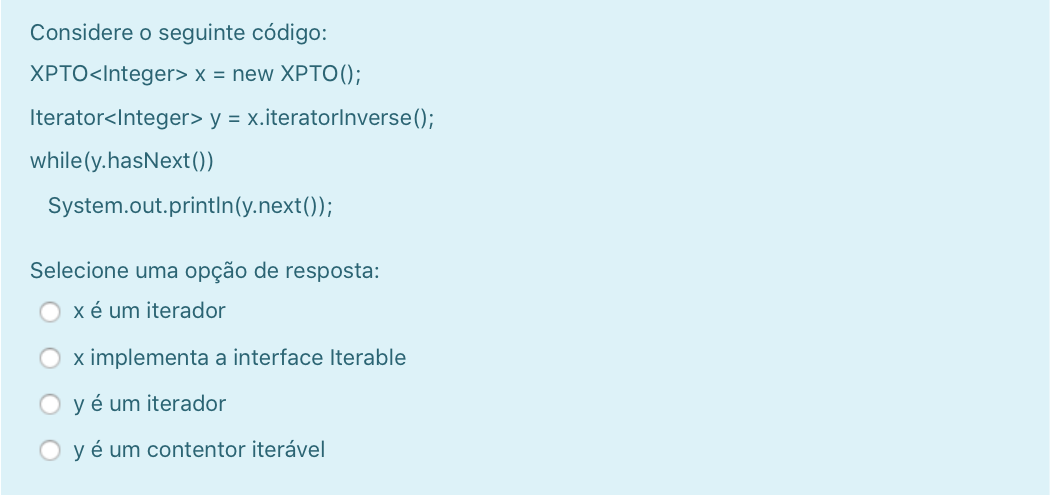 Considere o seguinte código:
XPTO<Integer> x = new XPTO();
Iterator<Integer> y = x.iteratorInverse();
while(y.hasNext())
System.out.println(y.next());
Selecione uma opção de resposta:
x é um iterador
x implementa a interface Iterable
y é um iterador
y é um contentor iterável